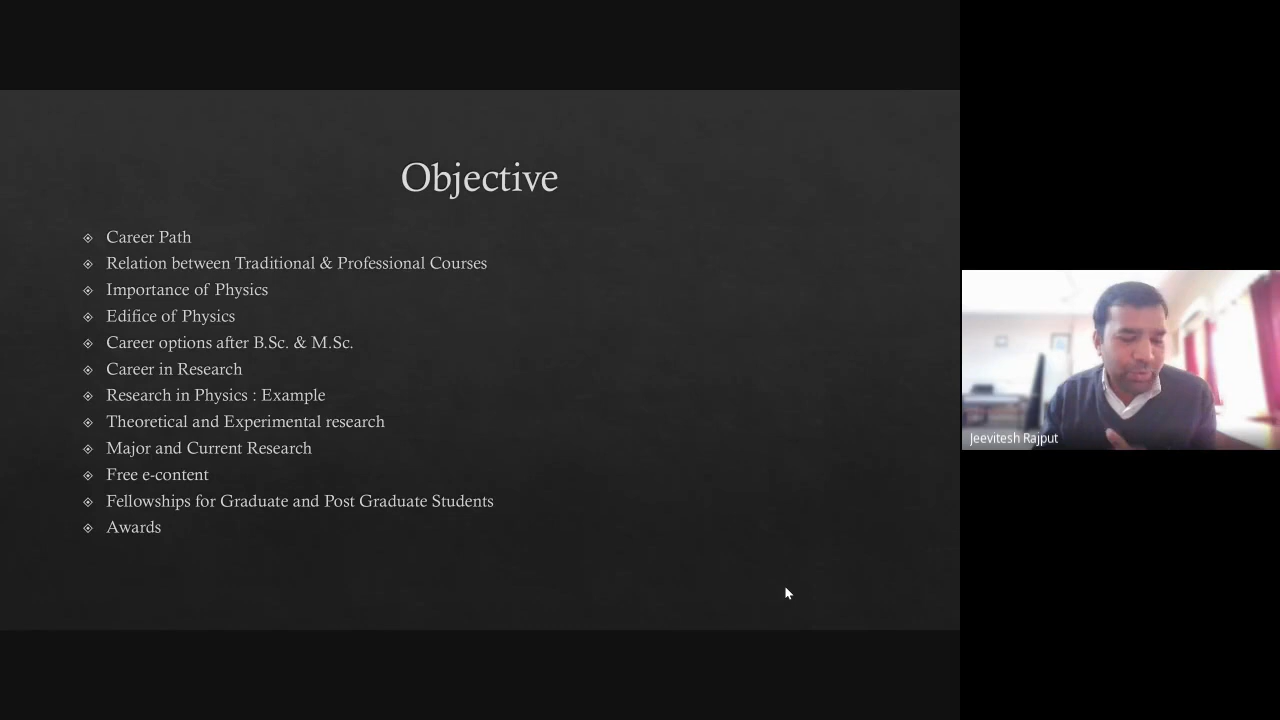 Objective
Career Path
Relation between Traditional & Professional Courses
Importance of Physics
Edifice of Physics
Career options after B.Sc. & M.Sc.
Career in Research
Research in Physics : Example
Theoretical and Experimental research
Major and Current Research
Free e-content
Fellowships for Graduate and Post Graduate Students
Awards
Jeevitesh Rajput